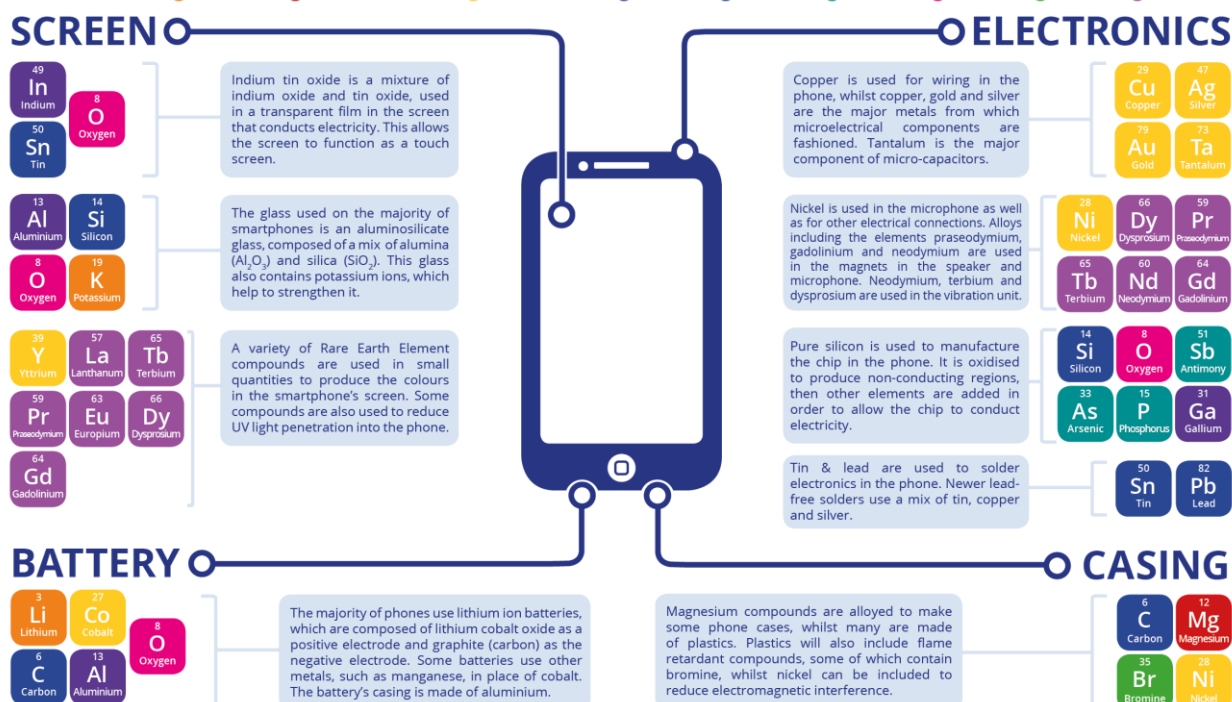 SCREEN
49
In
Indium
8
O
Oxygen
50
Sn
Tin
Indium tin oxide is a mixture of
indium oxide and tin oxide, used
in a transparent film in the screen
that conducts electricity. This allows
the screen to function as a touch
screen.
13
Al
Aluminium
14
Si
Silicon
8
O
Oxygen
19
K
Potassium
The glass used on the majority of
smartphones is an aluminosilicate
glass, composed of a mix of alumina
(Al₂O₃) and silica (SiO₂). This glass
also contains potassium ions, which
help to strengthen it.
39
Y
Yttrium
57
La
Lanthanum
65
Tb
Terbium
59
Pr
Praseodymium
63
Eu
Europium
66
Dy
Dysprosium
64
Gd
Gadolinium
A variety of Rare Earth Element
compounds are used in small
quantities to produce the colours
in the smartphone's screen. Some
compounds are also used to reduce
UV light penetration into the phone.
ELECTRONICS
Copper is used for wiring in the
phone, whilst copper, gold and silver
are the major metals from which
microelectrical components are
fashioned. Tantalum is the major
component of micro-capacitors.
29
Cu
Copper
47
Ag
Silver
79
Au
Gold
73
Ta
Tantalum
Nickel is used in the microphone as well
as for other electrical connections. Alloys
including the elements praseodymium,
gadolinium and neodymium are used
in the magnets in the speaker and
microphone. Neodymium, terbium and
dysprosium are used in the vibration unit.
28
Ni
Nickel
66
Dy
Dysprosium
59
Pr
Praseodymium
65
Tb
Terbium
60
Nd
Neodymium
64
Gd
Gadolinium
Pure silicon is used to manufacture
the chip in the phone. It is oxidised
to produce non-conducting regions,
then other elements are added in
order to allow the chip to conduct
electricity.
14
Si
Silicon
8
O
Oxygen
51
Sb
Antimony
33
As
Arsenic
15
P
Phosphorus
31
Ga
Gallium
Tin & lead are used to solder
electronics in the phone. Newer lead-
free solders use a mix of tin, copper
and silver.
50
Sn
Tin
82
Pb
Lead
BATTERY
3
Li
Lithium
27
Co
Cobalt
8
O
Oxygen
6
C
Carbon
13
Al
Aluminium
The majority of phones use lithium ion batteries,
which are composed of lithium cobalt oxide as a
positive electrode and graphite (carbon) as the
negative electrode. Some batteries use other
metals, such as manganese, in place of cobalt.
The battery's casing is made of aluminium.
CASING
Magnesium compounds are alloyed to make
some phone cases, whilst many are made
of plastics. Plastics will also include flame
retardant compounds, some of which contain
bromine, whilst nickel can be included to
reduce electromagnetic interference.
6
C
Carbon
12
Mg
Magnesium
35
Br
Bromine
28
Ni
Nickel